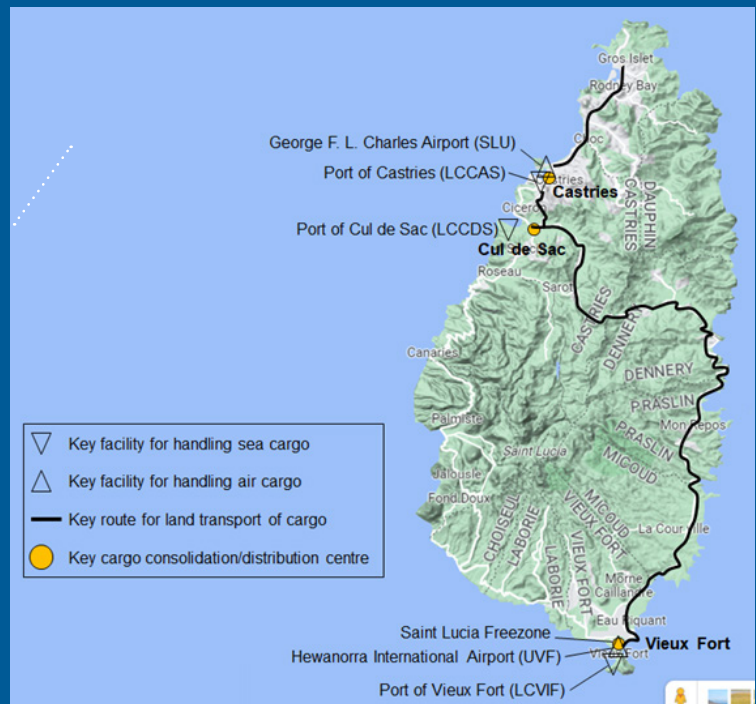 Gros Islet
Rodney Bay
George F. L. Charles Airport (SLU)
Choc
Port of Castries (LCCAS)
Castries
Castries
DAUPHIN
CASTRIES
Ciceron
Port of Cul de Sac (LCCDS)
Cul de Sac
Roseau
Sarot
CASTRIES
DENNERY
Canaries
DENNERY
PRASLIN
Palmiste
Mon Repos
PRASLIN
MICOUD
Saint Lucia
Jalousie
Fond Doux
CHOISEUL
LABORIE
MICOUD
VIEUX FORT
La Courville
LABORIE
VIEUX FORT
Morne
Caillandre
Eau Piquant
Key facility for handling sea cargo
Key facility for handling air cargo
Key route for land transport of cargo
Key cargo consolidation/distribution centre
Saint Lucia Freezone
Vieux Fort
Hewanorra International Airport (UVF)
Vieux Fort
Port of Vieux Fort (LCVIF)